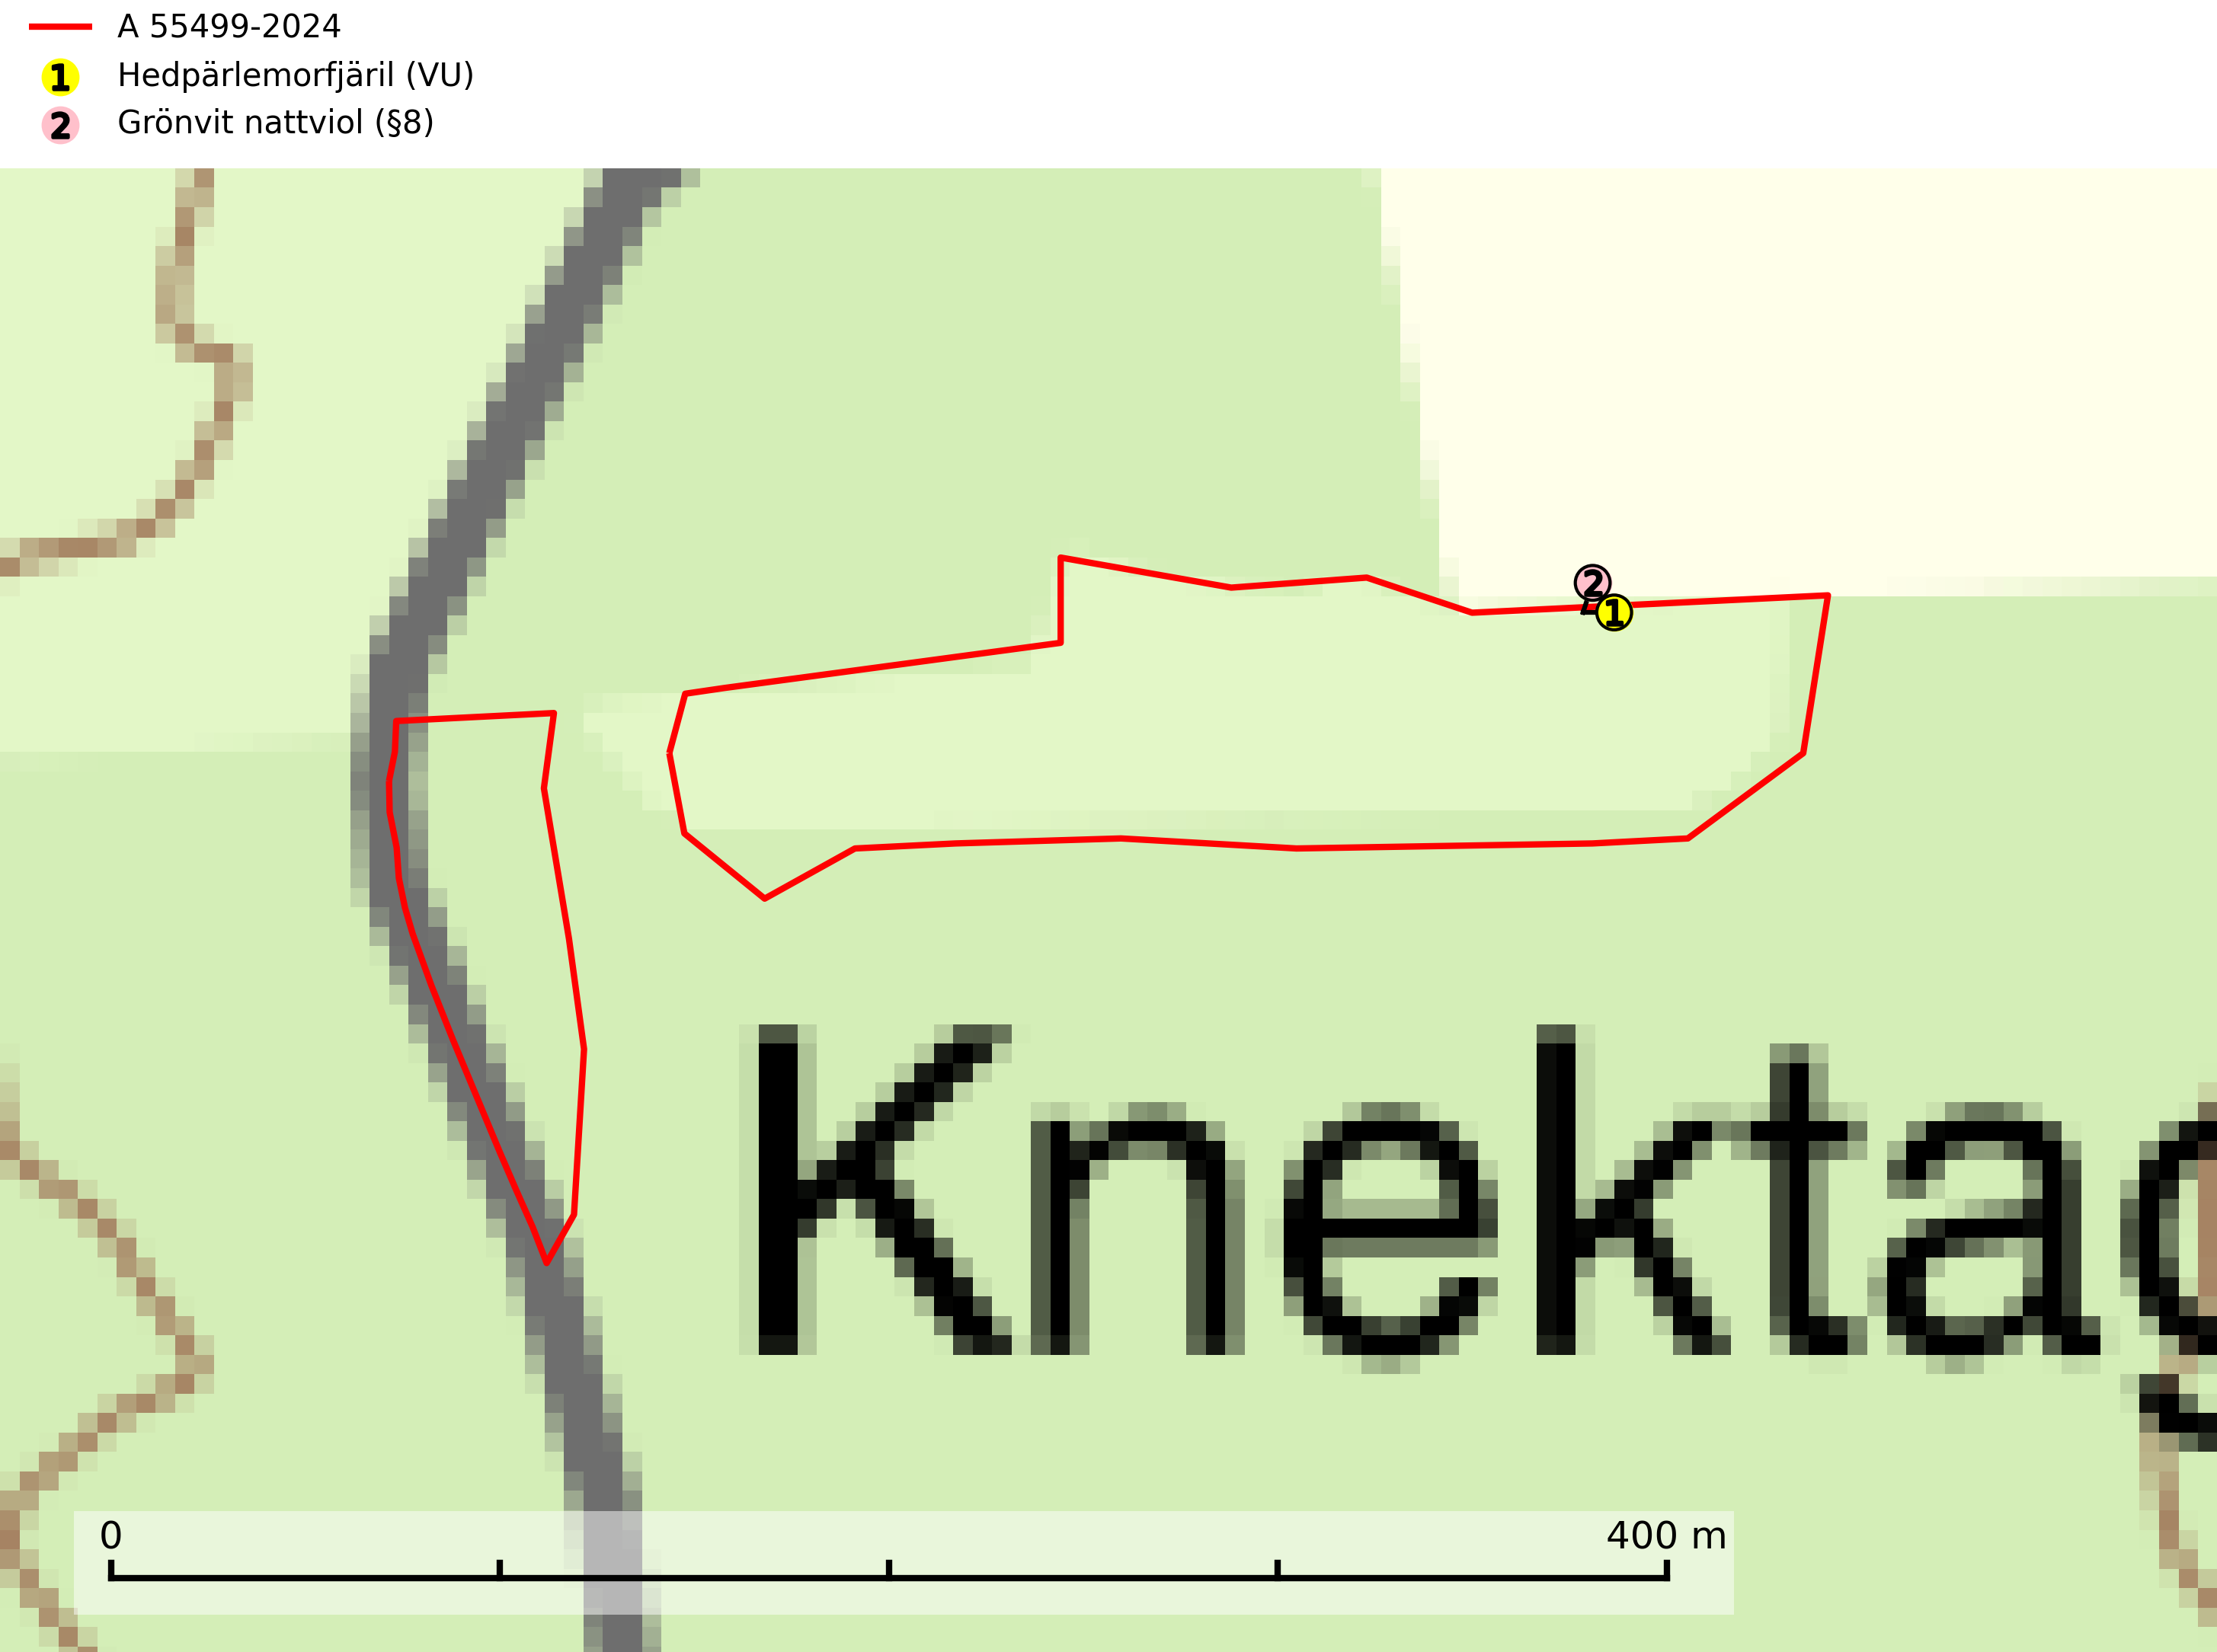 A 55499-2024
1 Hedpärlemorfjäril (VU)
2 Grönvit nattviol (§8)
2
1
Knektag
0 400 m